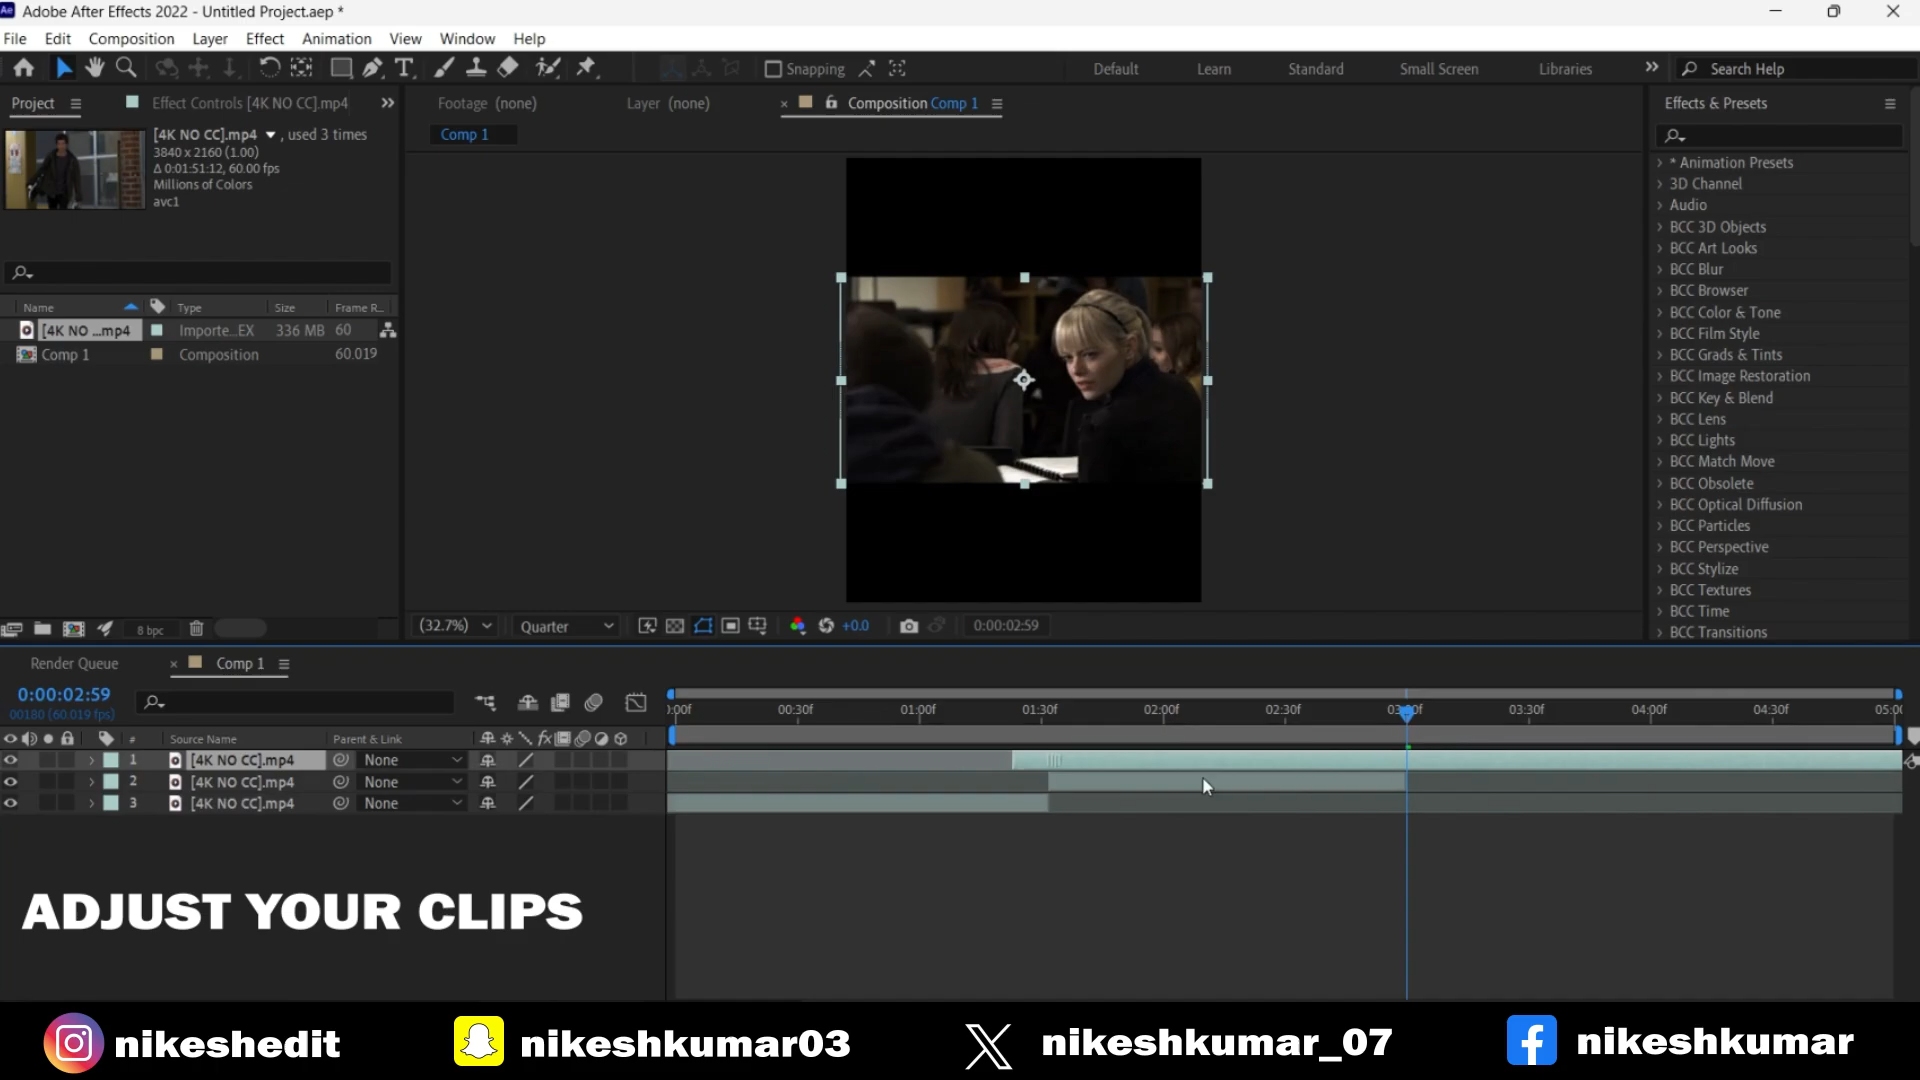 Adobe After Effects 2022 - Untitled Project.aep *
File Edit Composition Layer Effect Animation View Window Help
Snapping Default Learn Standard Small Screen Libraries Search Help
Project Effect Controls [4K NO CC].mp4 Footage (none) Layer (none) Composition Comp 1 Effects & Presets
[4K NO CC].mp4 , used 3 times
3840 x 2160 (1.00)
Δ 0:01:51:12, 60.00 fps
Millions of Colors
avc1
Comp 1
Name Type Size Frame R...
[4K NO ...mp4 Importe...EX 336 MB 60
Comp 1 Composition 60.019
* Animation Presets
3D Channel
Audio
BCC 3D Objects
BCC Art Looks
BCC Blur
BCC Browser
BCC Color & Tone
BCC Film Style
BCC Grads & Tints
BCC Image Restoration
BCC Key & Blend
BCC Lens
BCC Lights
BCC Match Move
BCC Obsolete
BCC Optical Diffusion
BCC Particles
BCC Perspective
BCC Stylize
BCC Textures
BCC Time
BCC Transitions
8 bpc (32.7%) Quarter +0.0 0:00:02:59
Render Queue Comp 1
0:00:02:59
00180 (60.019 fps)
00:30f 01:00f 01:30f 02:00f 02:30f 03:30f 04:00f 04:30f
# Source Name Parent & Link
1 [4K NO CC].mp4 None
2 [4K NO CC].mp4 None
3 [4K NO CC].mp4 None
ADJUST YOUR CLIPS
nikeshedit nikeshkumar03 nikeshkumar_07 nikeshkumar